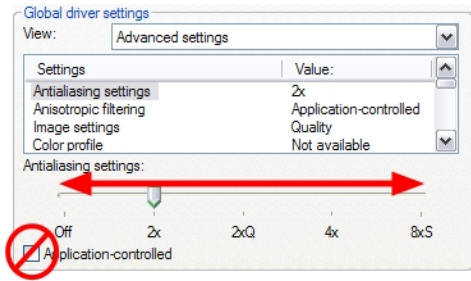 Global driver settings
View: Advanced settings
Settings Value:
Antialiasing settings 2x
Anisotropic filtering Application-controlled
Image settings Quality
Color profile Not available
Antialiasing settings:
Off 2x 2xQ 4x 8xS
Application-controlled